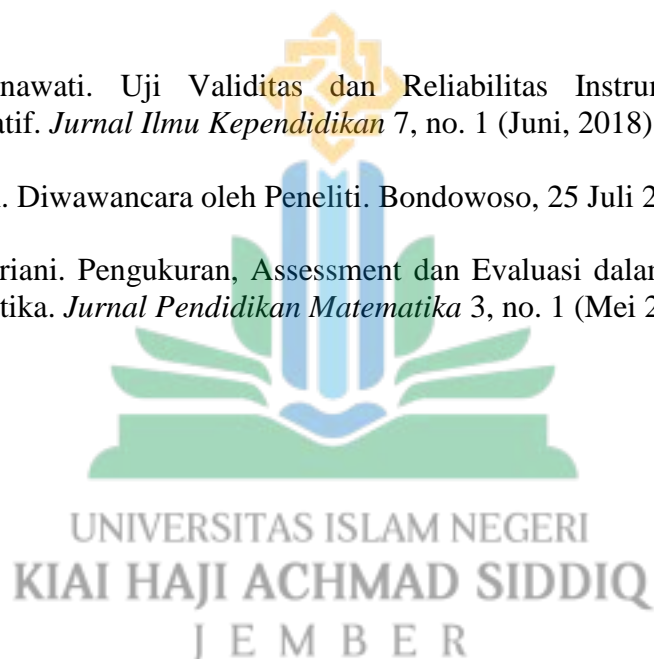 nawati. Uji Validitas dan Reliabilitas Instru
atif. Jurnal Ilmu Kependidikan 7, no. 1 (Juni, 2018)
. Diwawancara oleh Peneliti. Bondowoso, 25 Juli 2
riani. Pengukuran, Assessment dan Evaluasi dala
tika. Jurnal Pendidikan Matematika 3, no. 1 (Mei 2
UNIVERSITAS ISLAM NEGERI
KIAI HAJI ACHMAD SIDDIQ
J E M B E R